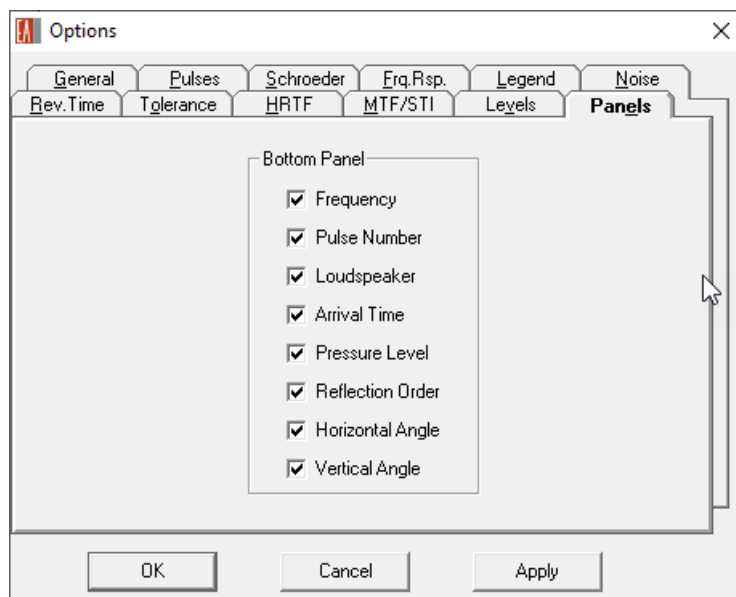 EA Options
General Pulses Schroeder Frq.Rsp. Legend Noise
Rev.Time Tolerance HRTF MTF/STI Levels Panels
Bottom Panel
Frequency
Pulse Number
Loudspeaker
Arrival Time
Pressure Level
Reflection Order
Horizontal Angle
Vertical Angle
OK Cancel Apply